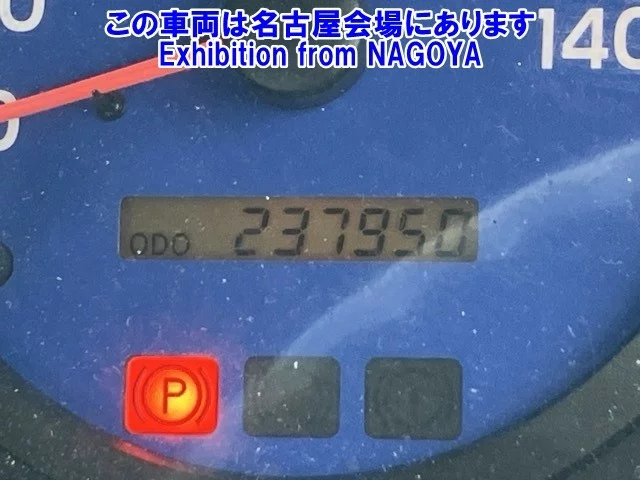 この車両は名古屋会場にあります
Exhibition from NAGOYA
140
ODO 237950
P